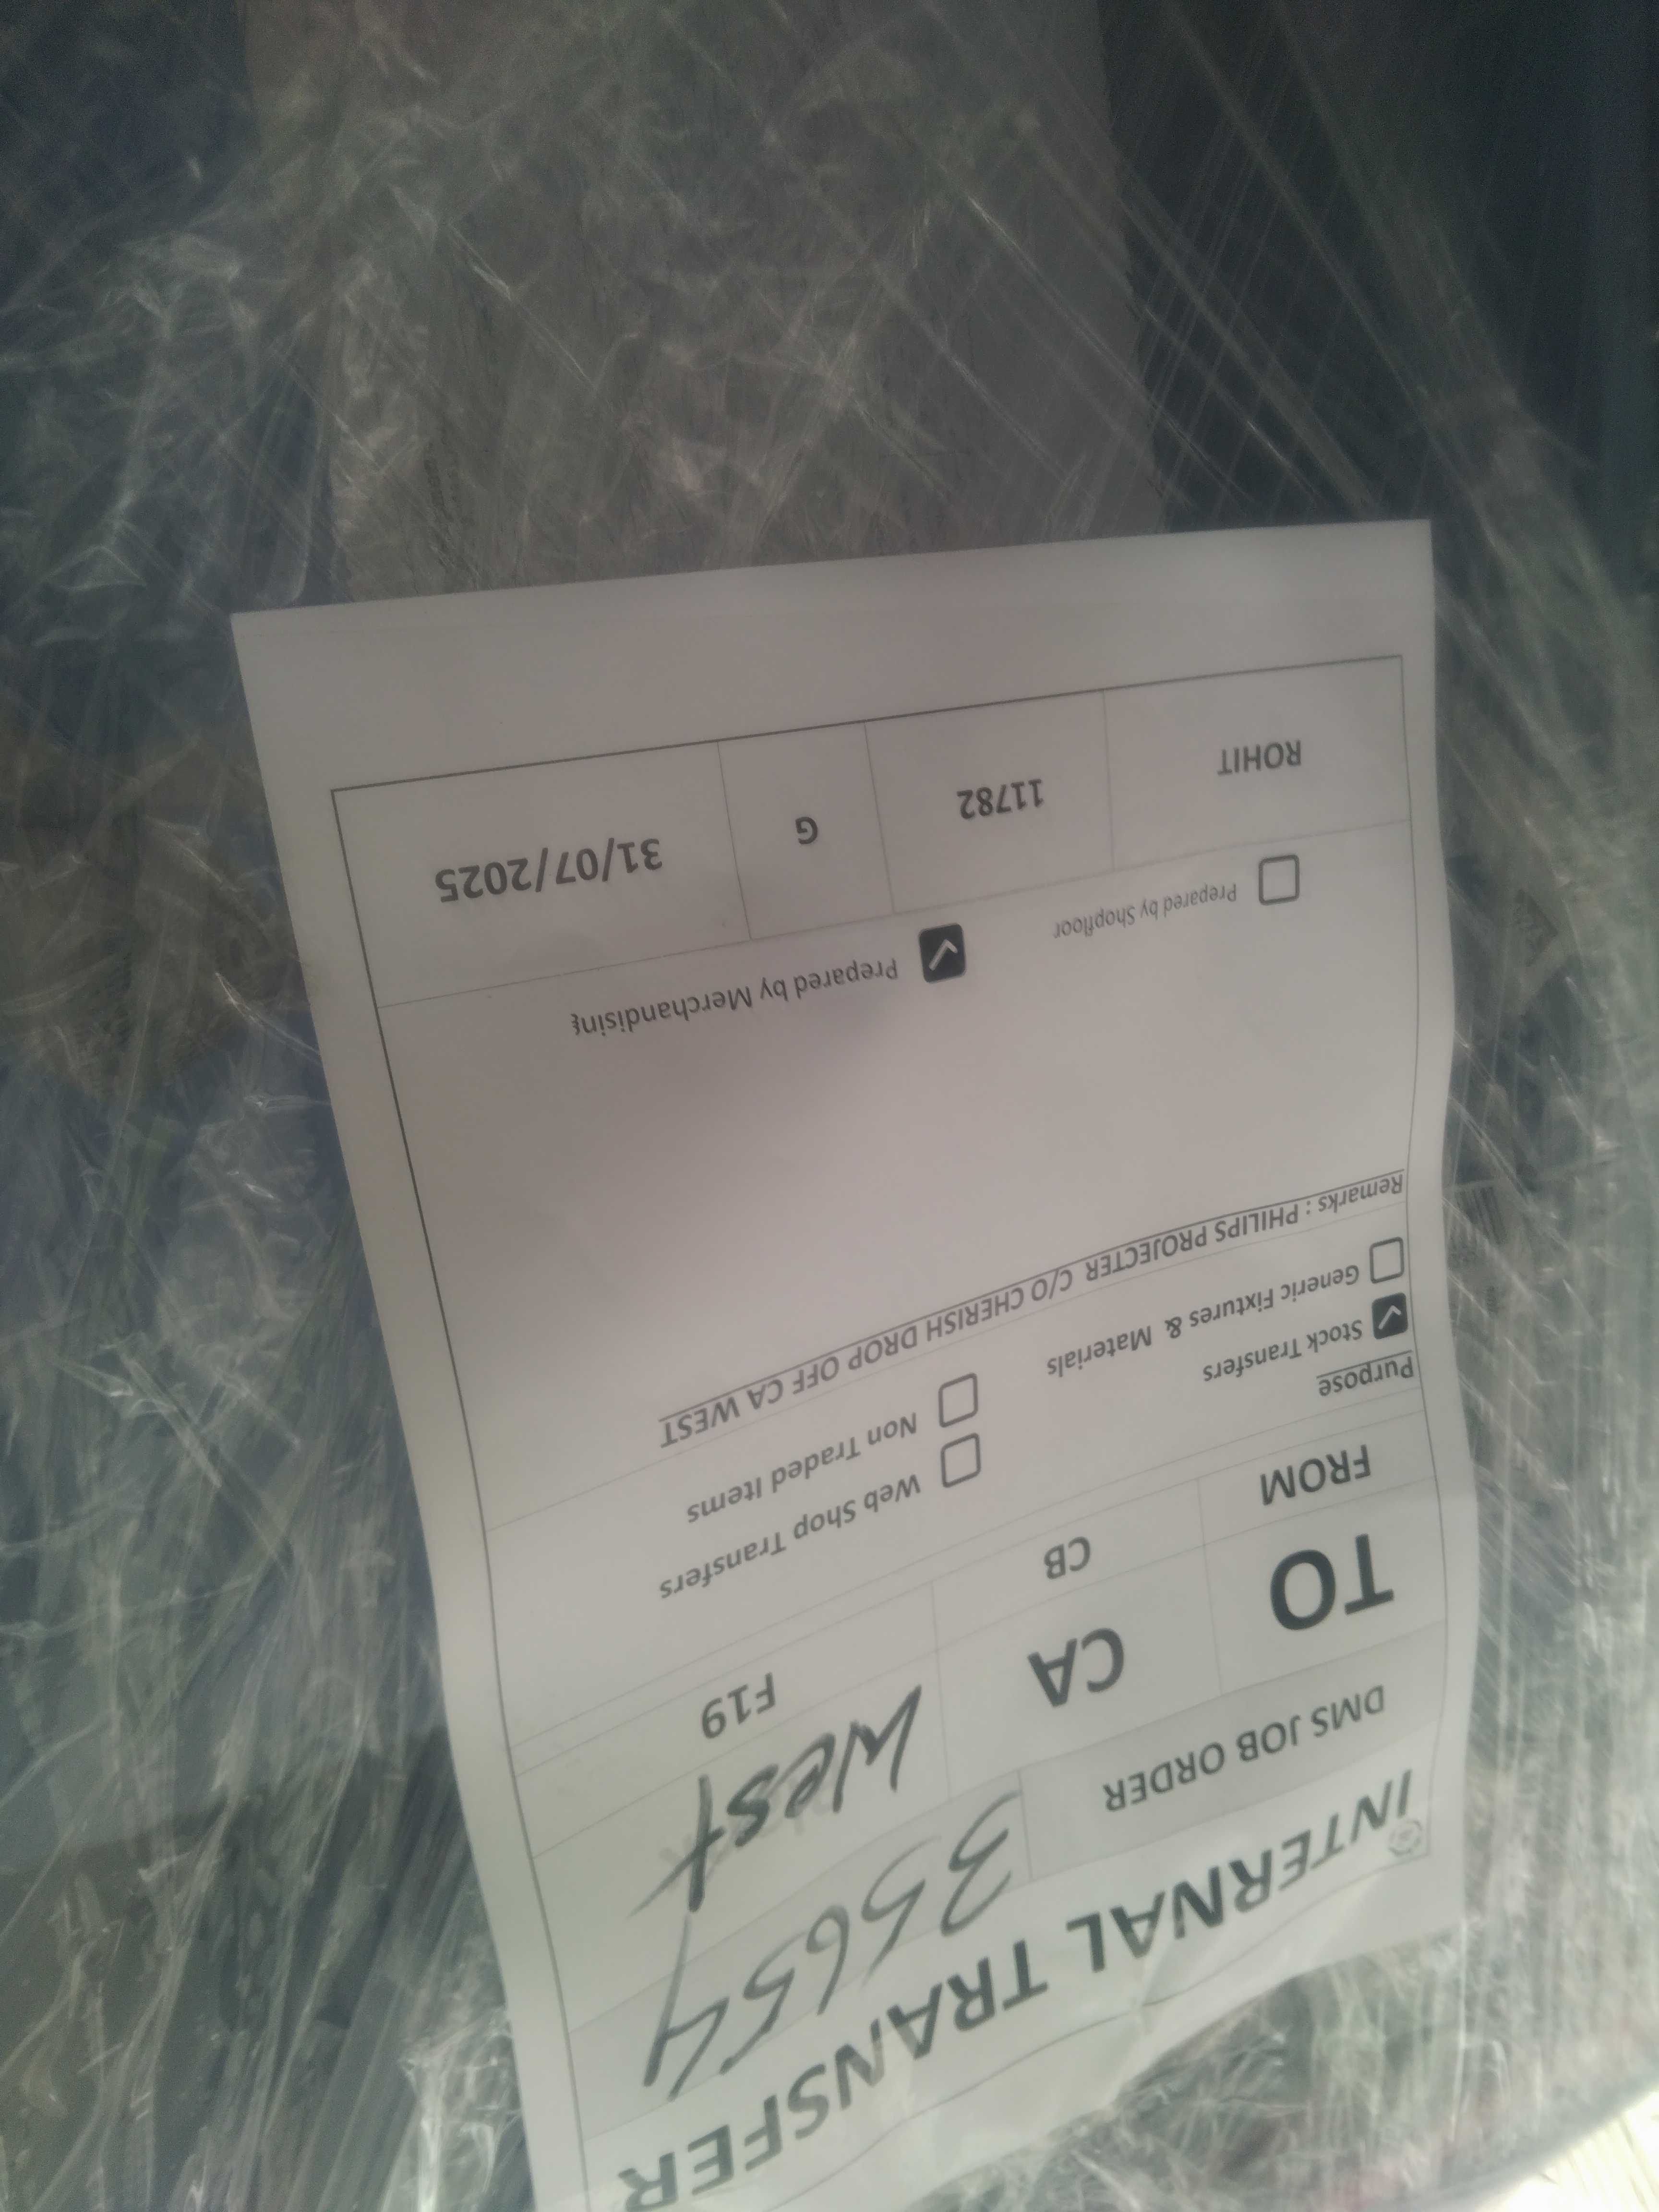 INTERNAL TRANSFER
DMS JOB ORDER 35654
TO CA West
FROM CB F19
Purpose
Stock Transfers Web Shop Transfers
Generic Fixtures & Materials Non Traded Items
Remarks : PHILIPS PROJECTER C/O CHERISH DROP OFF CA WEST
Prepared by Shopfloor Prepared by Merchandising
ROHIT 11782 G 31/07/2025